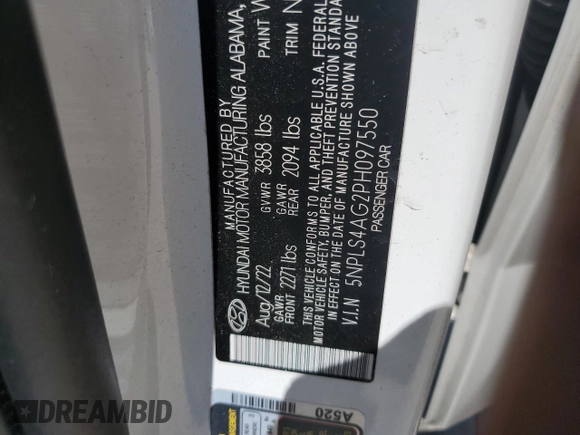 MANUFACTURED BY
HYUNDAI MOTOR MANUFACTURING ALABAMA,
Aug/12/22 GVWR 3858 lbs PAINT W
GAWR FRONT 2271 lbs GAWR REAR 2094 lbs TRIM N
THIS VEHICLE CONFORMS TO ALL APPLICABLE U.S.A. FEDERAL
MOTOR VEHICLE SAFETY, BUMPER, AND THEFT PREVENTION STANDA
IN EFFECT ON THE DATE OF MANUFACTURE SHOWN ABOVE
V.I.N 5NPLS4AG2PH097550
PASSENGER CAR
A520
DREAMBID